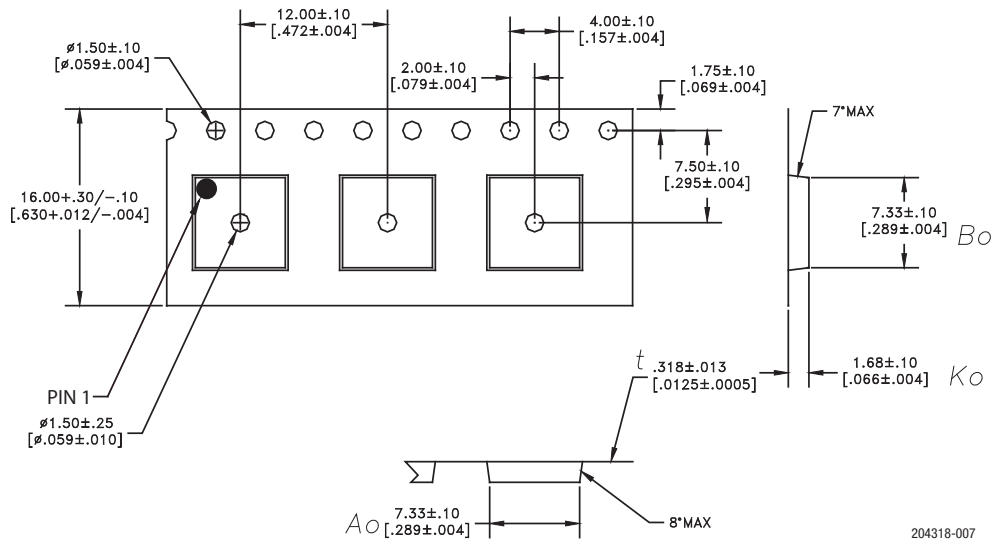 12.00±.10
[.472±.004]
4.00±.10
[.157±.004]
ø1.50±.10
[ø.059±.004]
2.00±.10
[.079±.004]
1.75±.10
[.069±.004]
7°MAX
16.00+.30/-.10
[.630+.012/-.004]
7.50±.10
[.295±.004]
7.33±.10
[.289±.004]
Bo
t
.318±.013
[.0125±.0005]
1.68±.10
[.066±.004]
Ko
PIN 1
ø1.50±.25
[ø.059±.010]
Ao
7.33±.10
[.289±.004]
8°MAX
204318-007